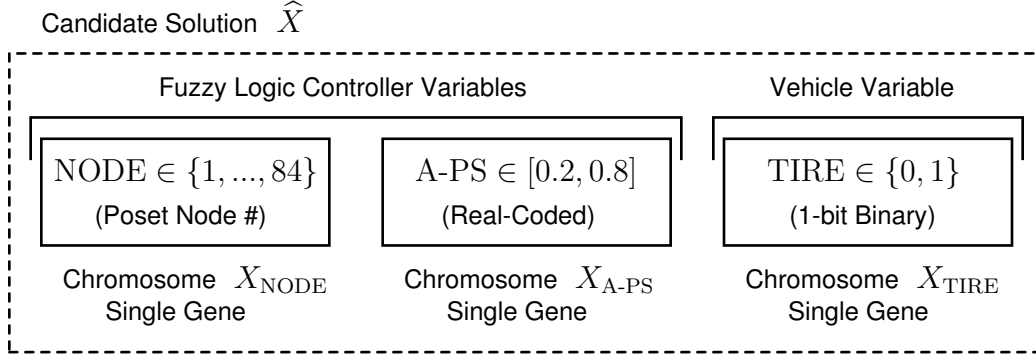 Candidate Solution X̂
Fuzzy Logic Controller Variables
Vehicle Variable
NODE ∈ {1, ..., 84}
(Poset Node #)
A-PS ∈ [0.2, 0.8]
(Real-Coded)
TIRE ∈ {0, 1}
(1-bit Binary)
Chromosome X_NODE
Single Gene
Chromosome X_A-PS
Single Gene
Chromosome X_TIRE
Single Gene